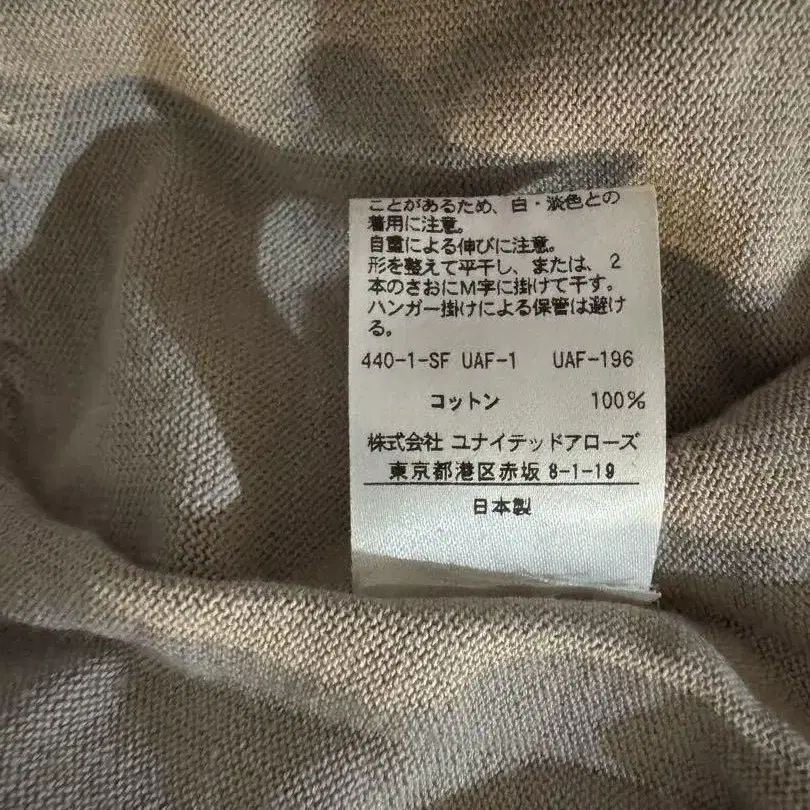 ことがあるため、白・淡色との
着用に注意。
自重による伸びに注意。
形を整えて平干し、または、2
本のさおにM字に掛けて干す。
ハンガー掛けによる保管は避け
る。
440-1-SF UAF-1 UAF-196
コットン 100%
株式会社 ユナイテッドアローズ
東京都港区赤坂 8-1-19
日本製